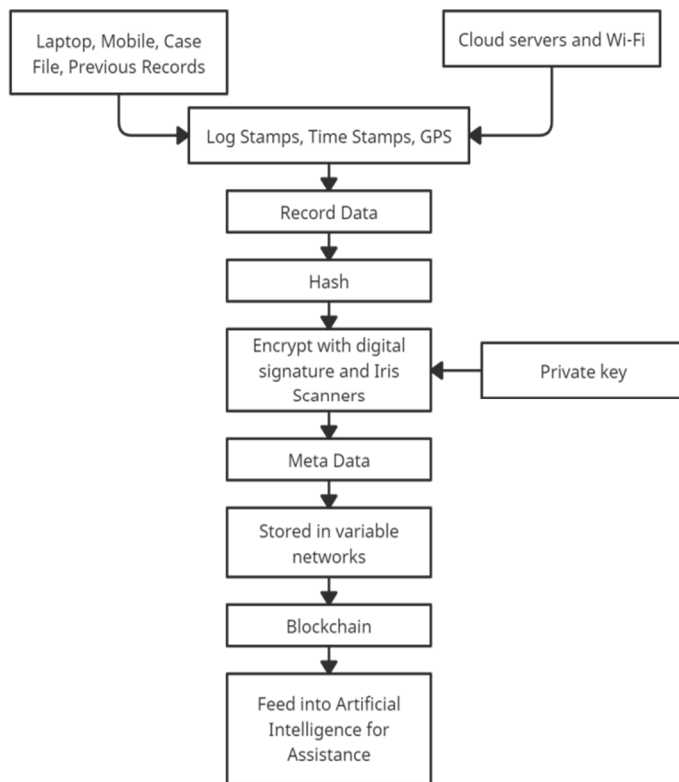 Laptop, Mobile, Case
File, Previous Records
Cloud servers and Wi-Fi
Log Stamps, Time Stamps, GPS
Record Data
Hash
Encrypt with digital
signature and Iris
Scanners
Private key
Meta Data
Stored in variable
networks
Blockchain
Feed into Artificial
Intelligence for
Assistance